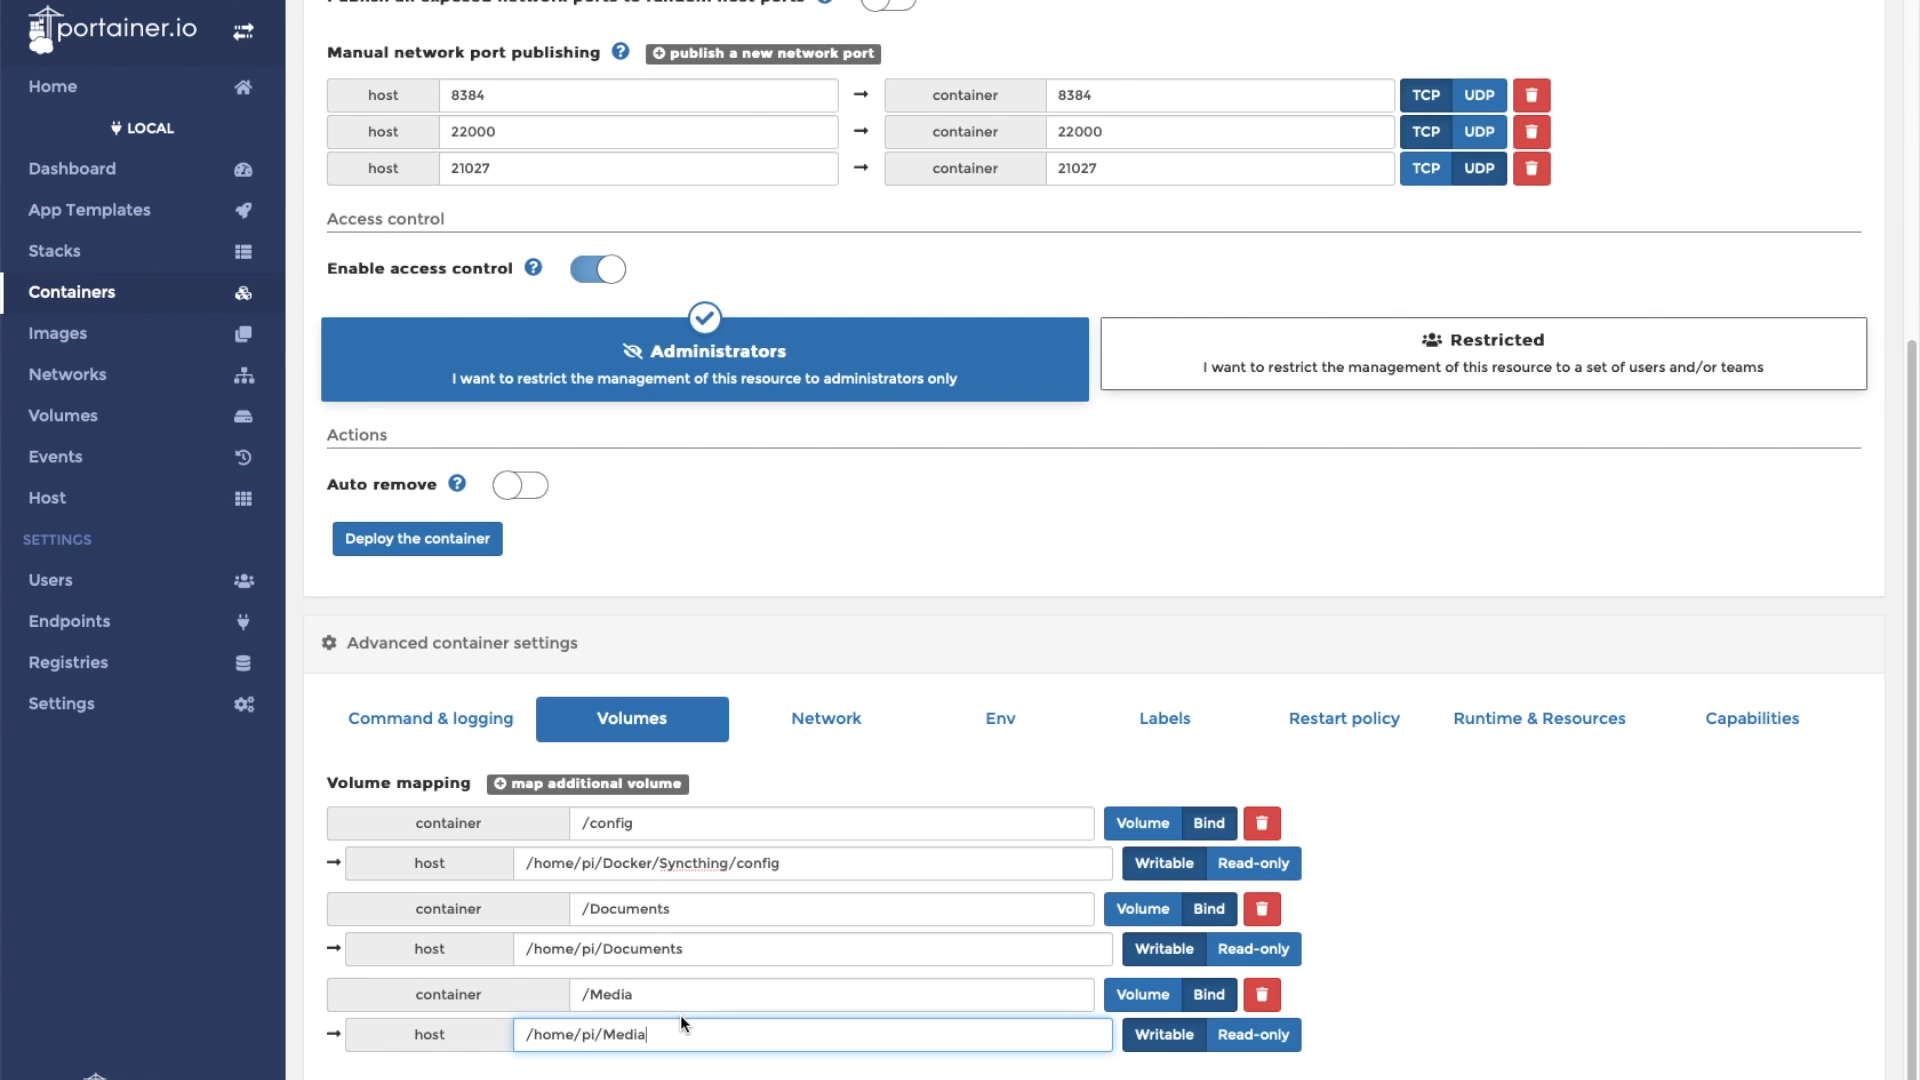 portainer.io
Home
LOCAL
Dashboard
App Templates
Stacks
Containers
Images
Networks
Volumes
Events
Host
SETTINGS
Users
Endpoints
Registries
Settings
Manual network port publishing publish a new network port
host 8384 container 8384 TCP UDP
host 22000 container 22000 TCP UDP
host 21027 container 21027 TCP UDP
Access control
Enable access control
Administrators
I want to restrict the management of this resource to administrators only
Restricted
I want to restrict the management of this resource to a set of users and/or teams
Actions
Auto remove
Deploy the container
Advanced container settings
Command & logging Volumes Network Env Labels Restart policy Runtime & Resources Capabilities
Volume mapping map additional volume
container /config Volume Bind
host /home/pi/Docker/Syncthing/config Writable Read-only
container /Documents Volume Bind
host /home/pi/Documents Writable Read-only
container /Media Volume Bind
host /home/pi/Media Writable Read-only